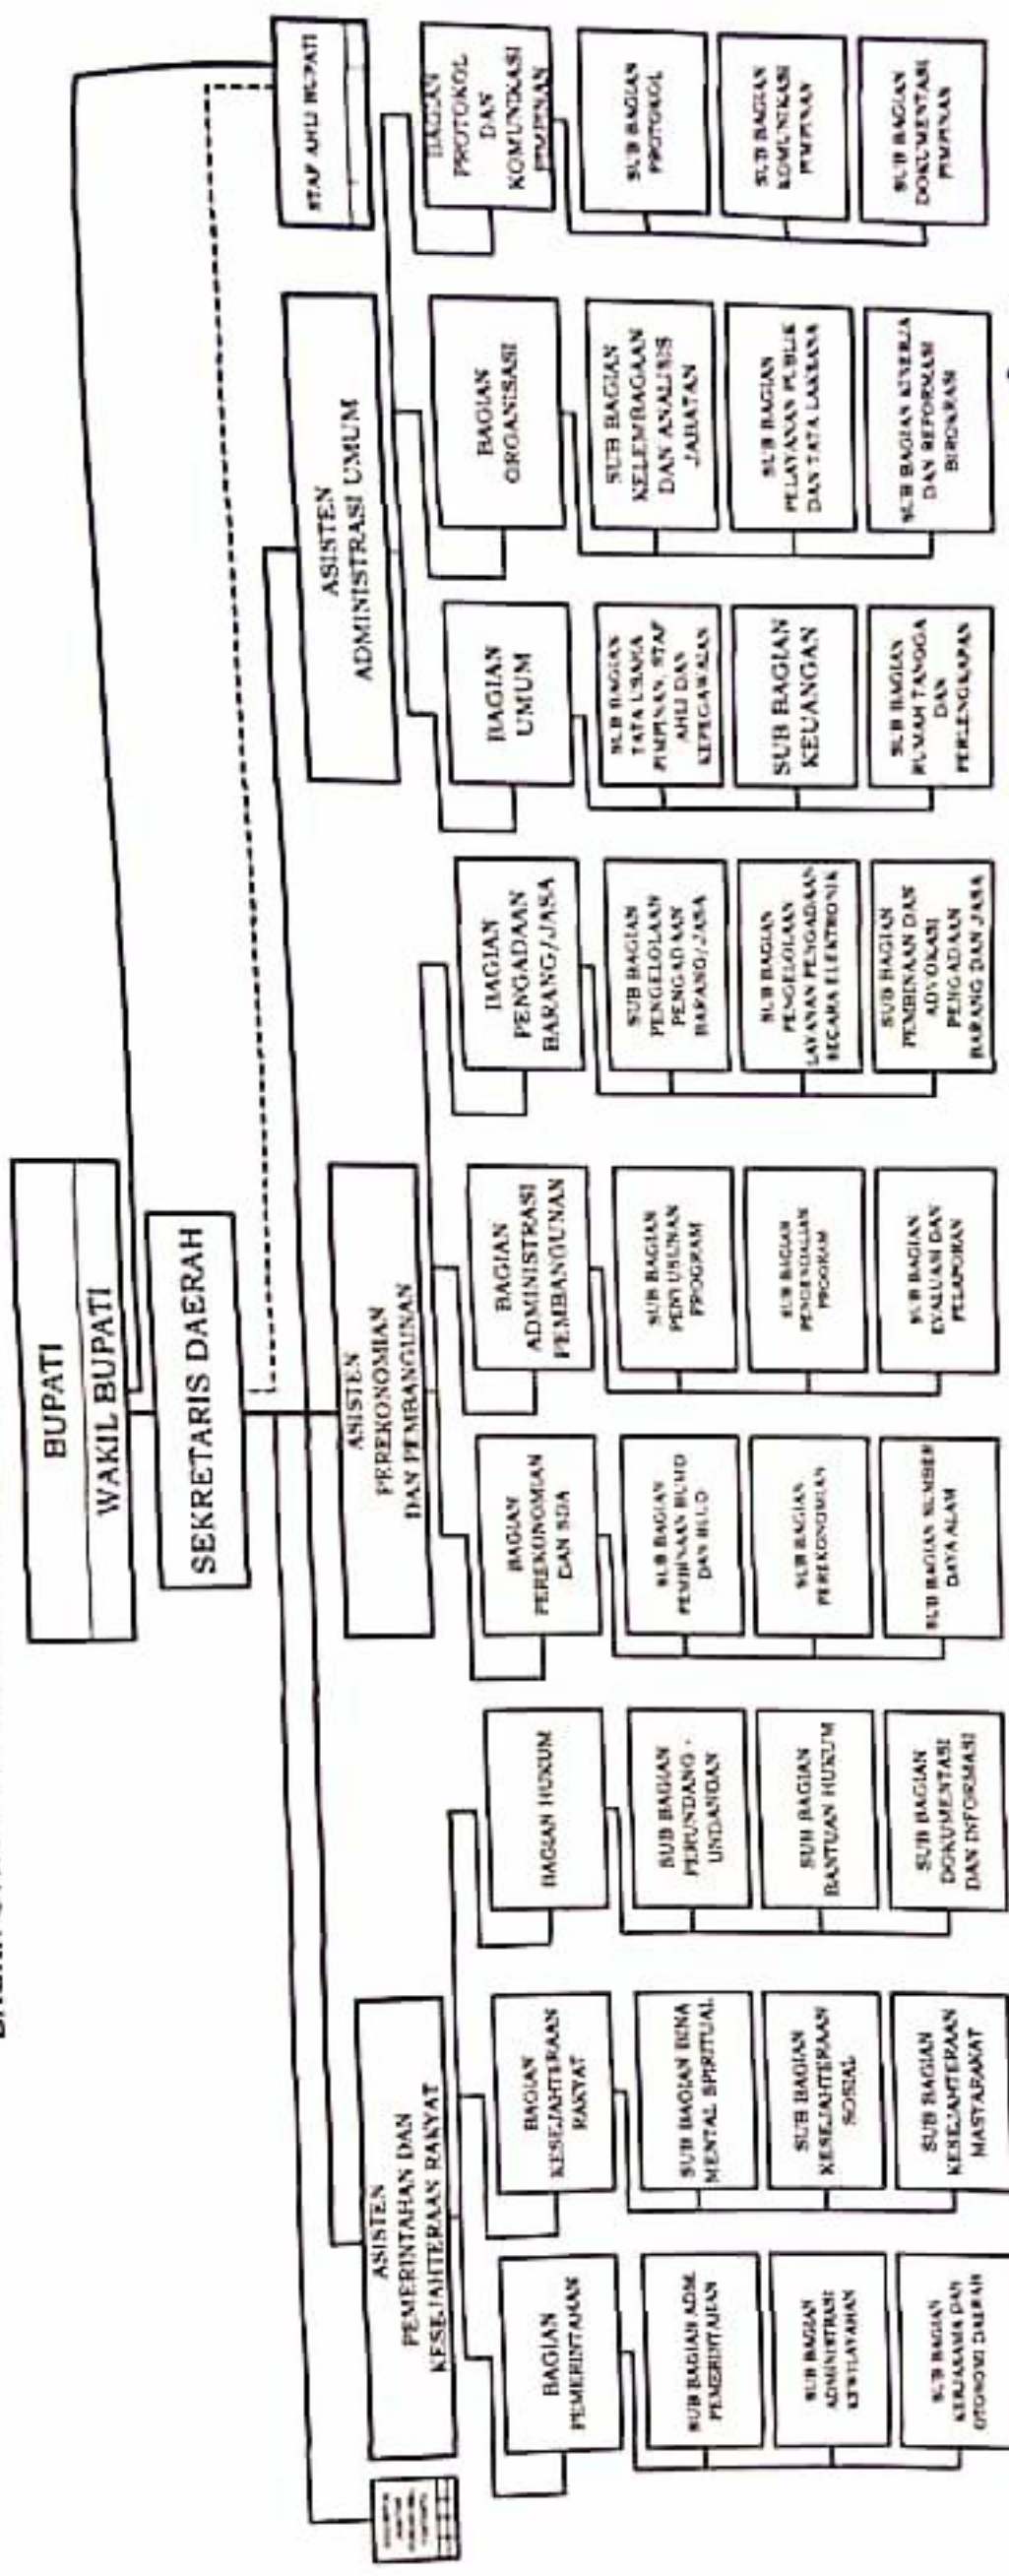 BUPATI
WAKIL BUPATI
SEKRETARIS DAERAH
STAF AHLI BUPATI
ASISTEN
PEMERINTAHAN DAN
KESEJAHTERAAN RAKYAT
ASISTEN
PEREKONOMIAN
DAN PEMBANGUNAN
ASISTEN
ADMINISTRASI UMUM
BAGIAN
PEMERINTAHAN
BAGIAN
KESEJAHTERAAN
RAKYAT
BAGIAN HUKUM
BAGIAN
PEREKONOMIAN
DAN SDA
BAGIAN
ADMINISTRASI
PEMBANGUNAN
BAGIAN
PENGADAAN
BARANG/JASA
BAGIAN
UMUM
BAGIAN
ORGANISASI
BAGIAN
PROTOKOL
DAN
KOMUNIKASI
PIMPINAN
SUB BAGIAN ADM.
PEMERINTAHAN
SUB BAGIAN BINA
MENTAL SPIRITUAL
SUB BAGIAN
PERUNDANG -
UNDANGAN
SUB BAGIAN
PEMBINAAN BUMD
DAN BLUD
SUB BAGIAN
PENYUSUNAN
PROGRAM
SUB BAGIAN
PENGELOLAAN
PENGADAAN
BARANG/JASA
SUB BAGIAN
TATA USAHA
PIMPINAN, STAF
AHLI DAN
KEPEGAWAIAN
SUB BAGIAN
KELEMBAGAAN
DAN ANALISIS
JABATAN
SUB BAGIAN
PROTOKOL
SUB BAGIAN
ADMINISTRASI
KEWILAYAHAN
SUB BAGIAN
KESEJAHTERAAN
SOSIAL
SUB BAGIAN
BANTUAN HUKUM
SUB BAGIAN
PEREKONOMIAN
SUB BAGIAN
PENGENDALIAN
PROGRAM
SUB BAGIAN
PENGELOLAAN
LAYANAN PENGADAAN
SECARA ELEKTRONIK
SUB BAGIAN
KEUANGAN
SUB BAGIAN
PELAYANAN PUBLIK
DAN TATA LAKSANA
SUB BAGIAN
KOMUNIKASI
PIMPINAN
SUB BAGIAN
KERJASAMA DAN
OTONOMI DAERAH
SUB BAGIAN
KESEJAHTERAAN
MASYARAKAT
SUB BAGIAN
DOKUMENTASI
DAN INFORMASI
SUB BAGIAN SUMBER
DAYA ALAM
SUB BAGIAN
EVALUASI DAN
PELAPORAN
SUB BAGIAN
PEMBINAAN DAN
ADVOKASI
PENGADAAN
BARANG DAN JASA
SUB BAGIAN
RUMAH TANGGA
DAN
PERLENGKAPAN
SUB BAGIAN KINERJA
DAN REFORMASI
BIROKRASI
SUB BAGIAN
DOKUMENTASI
PIMPINAN